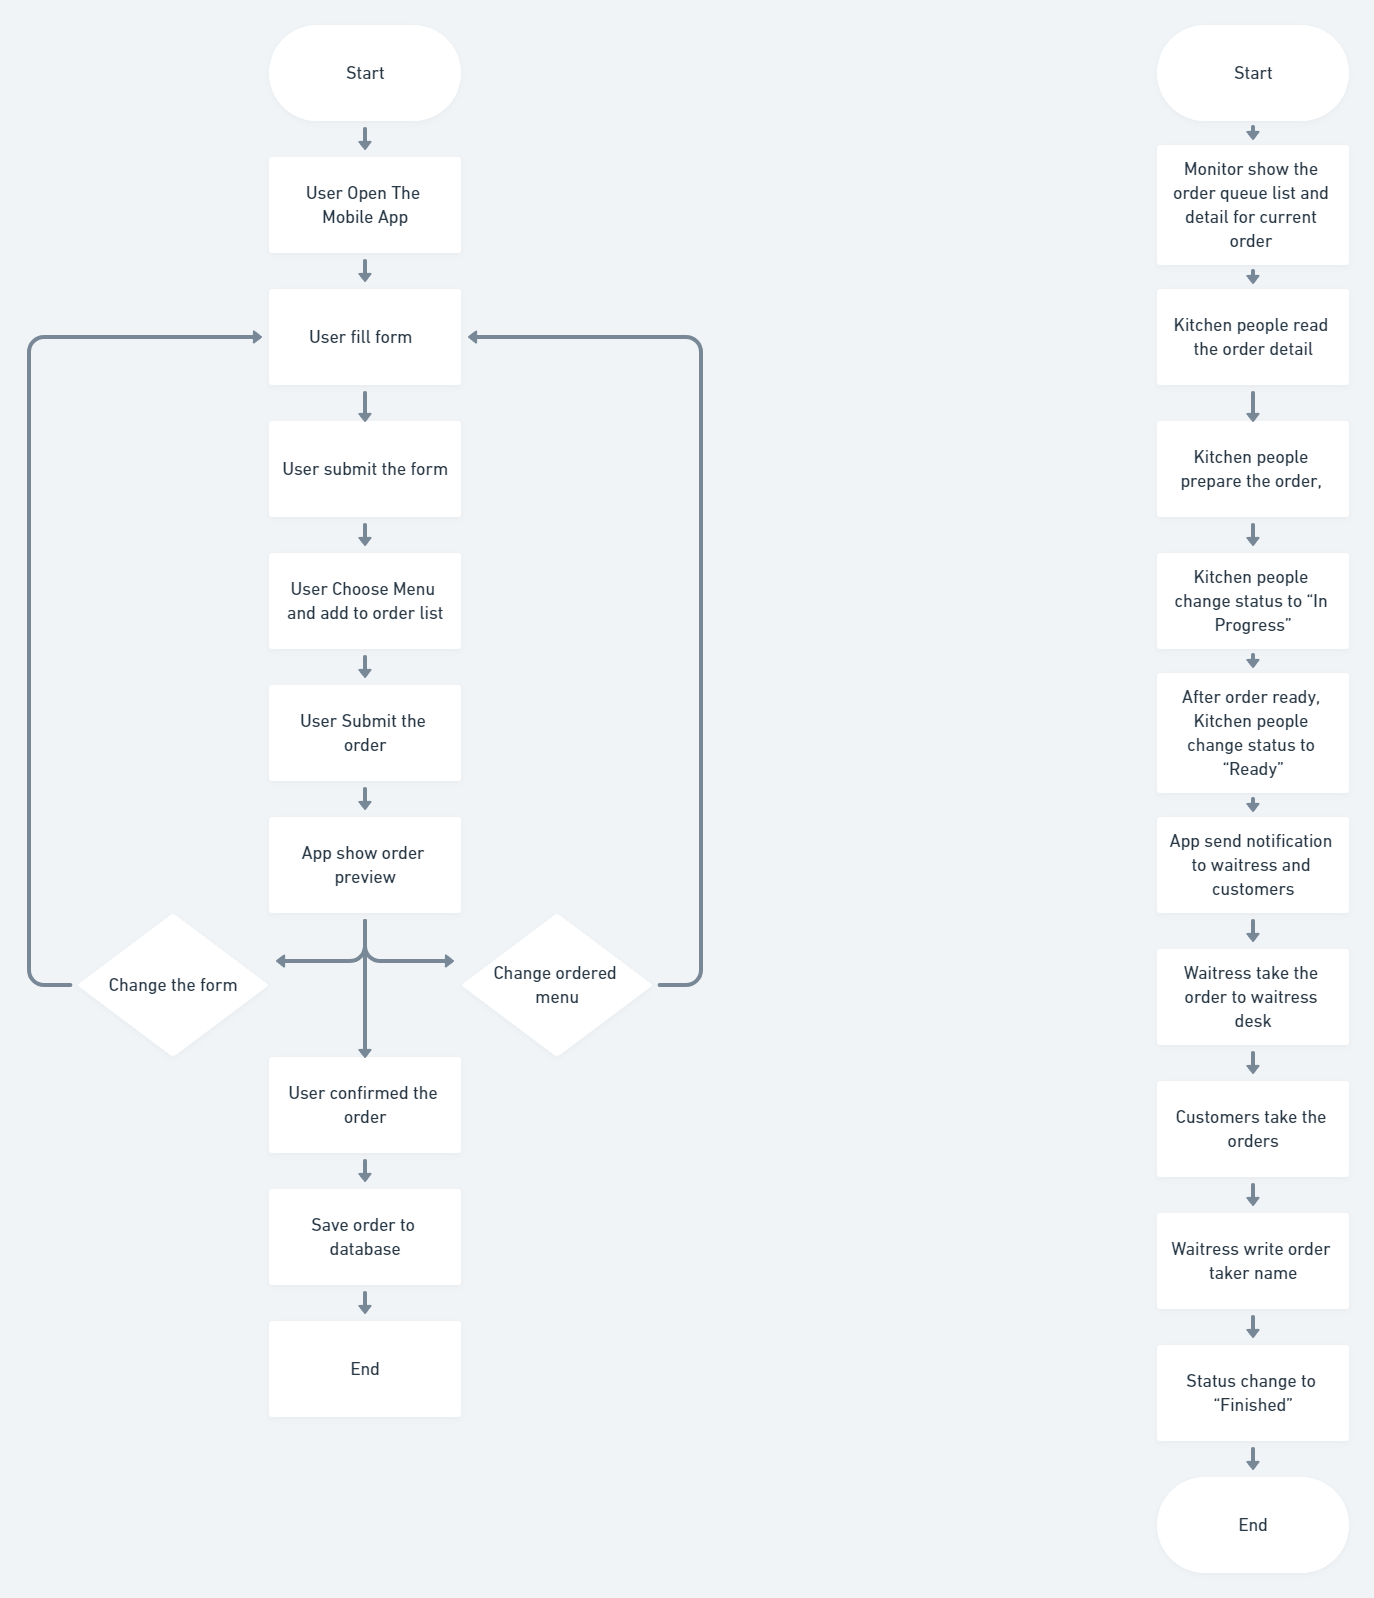 Start
User Open The
Mobile App
User fill form
User submit the form
User Choose Menu
and add to order list
User Submit the
order
App show order
preview
Change the form
Change ordered
menu
User confirmed the
order
Save order to
database
End
Start
Monitor show the
order queue list and
detail for current
order
Kitchen people read
the order detail
Kitchen people
prepare the order,
Kitchen people
change status to “In
Progress”
After order ready,
Kitchen people
change status to
“Ready”
App send notification
to waitress and
customers
Waitress take the
order to waitress
desk
Customers take the
orders
Waitress write order
taker name
Status change to
“Finished”
End